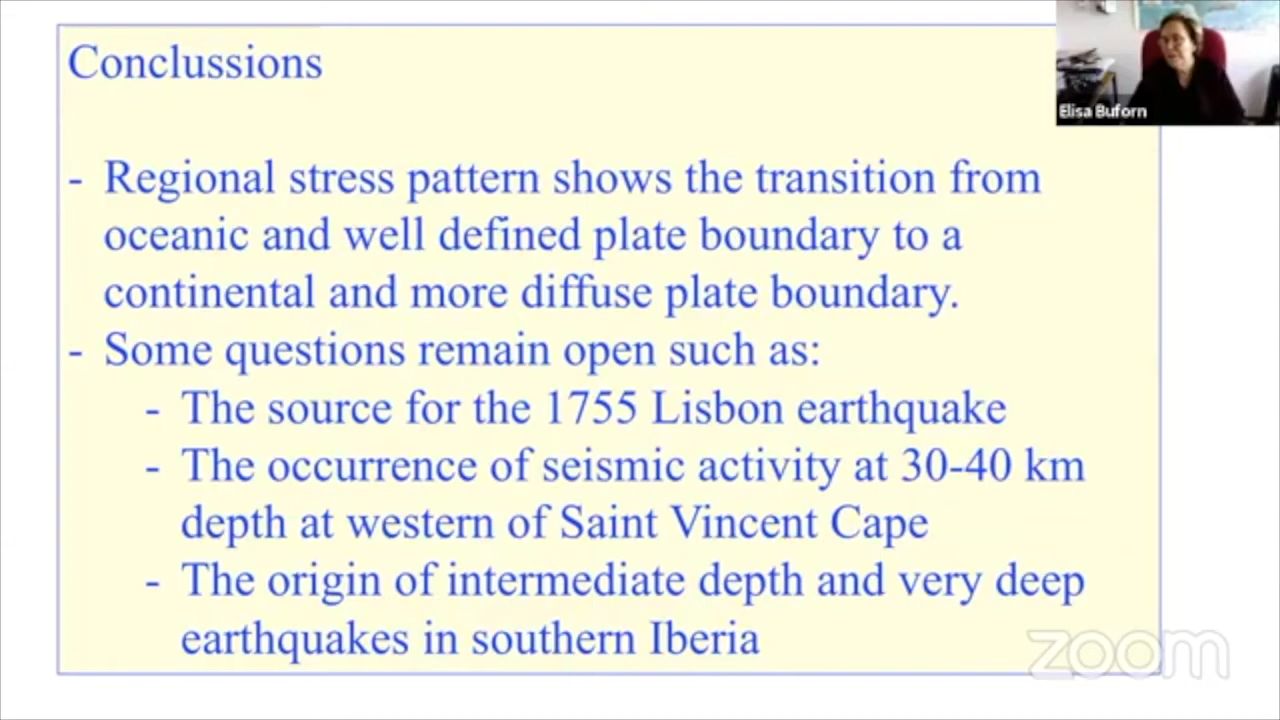 Conclussions
Elisa Buforn
- Regional stress pattern shows the transition from
oceanic and well defined plate boundary to a
continental and more diffuse plate boundary.
- Some questions remain open such as:
- The source for the 1755 Lisbon earthquake
- The occurrence of seismic activity at 30-40 km
depth at western of Saint Vincent Cape
- The origin of intermediate depth and very deep
earthquakes in southern Iberia
zoom